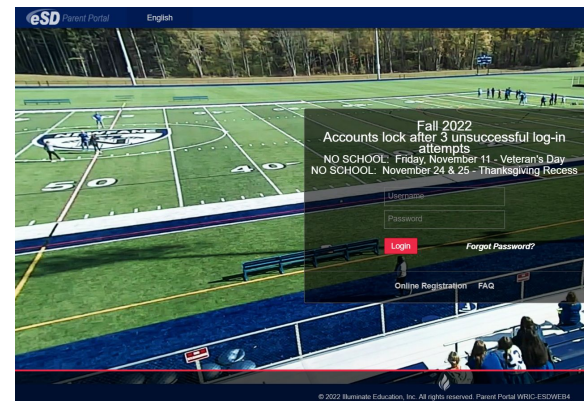 eSD Parent Portal
English
Fall 2022
Accounts lock after 3 unsuccessful log-in
attempts
NO SCHOOL: Friday, November 11 - Veteran's Day
NO SCHOOL: November 24 & 25 - Thanksgiving Recess
Username
Password
Login
Forgot Password?
Online Registration FAQ
50
40
© 2022 Illuminate Education, Inc. All rights reserved. Parent Portal WRIC-ESDWEB4